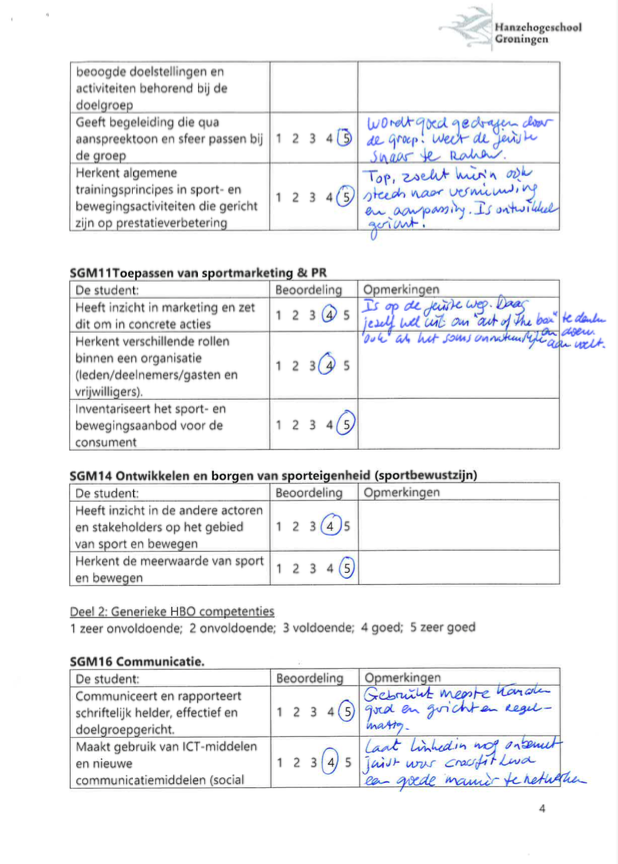 Hanzehogeschool
Groningen
beoogde doelstellingen en
activiteiten behorend bij de
doelgroep
Geeft begeleiding die qua
aanspreektoon en sfeer passen bij
de groep
1 2 3 4 5
Wordt goed gedragen door
de groep! Weet de juiste
snaar te raken.
Herkent algemene
trainingsprincipes in sport- en
bewegingsactiviteiten die gericht
zijn op prestatieverbetering
1 2 3 4 5
Top, zoekt hierin ook
steeds naar vernieuwing
en aanpassing. Is ontwikkel
gericht!
SGM11Toepassen van sportmarketing & PR
De student: Beoordeling Opmerkingen
Heeft inzicht in marketing en zet
dit om in concrete acties
1 2 3 4 5
Is op de juiste weg. Daag
jezelf wel uit om "out of the box" te denken
en doen
ook als het soms onnatuurlijk aan voelt.
Herkent verschillende rollen
binnen een organisatie
(leden/deelnemers/gasten en
vrijwilligers).
1 2 3 4 5
Inventariseert het sport- en
bewegingsaanbod voor de
consument
1 2 3 4 5
SGM14 Ontwikkelen en borgen van sporteigenheid (sportbewustzijn)
De student: Beoordeling Opmerkingen
Heeft inzicht in de andere actoren
en stakeholders op het gebied
van sport en bewegen
1 2 3 4 5
Herkent de meerwaarde van sport
en bewegen
1 2 3 4 5
Deel 2: Generieke HBO competenties
1 zeer onvoldoende; 2 onvoldoende; 3 voldoende; 4 goed; 5 zeer goed
SGM16 Communicatie.
De student: Beoordeling Opmerkingen
Communiceert en rapporteert
schriftelijk helder, effectief en
doelgroepgericht.
1 2 3 4 5
Gebruikt meeste kanalen
goed en gericht en regel-
matig.
Maakt gebruik van ICT-middelen
en nieuwe
communicatiemiddelen (social
1 2 3 4 5
Laat linkedin nog onbenut
juist voor crossfit
een goede manier te netwerken
4